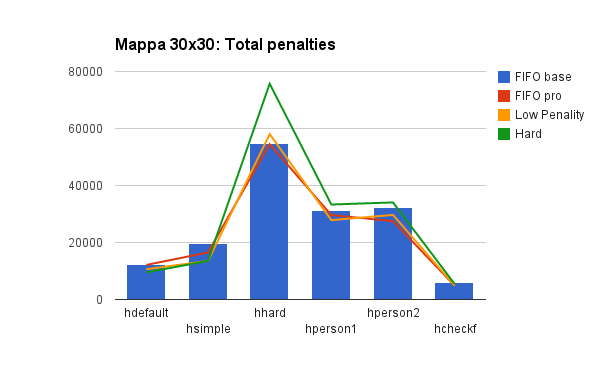 Mappa 30x30: Total penalties
80000
60000
40000
20000
0
FIFO base
FIFO pro
Low Penality
Hard
hdefault
hsimple
hhard
hperson1
hperson2
hcheckf